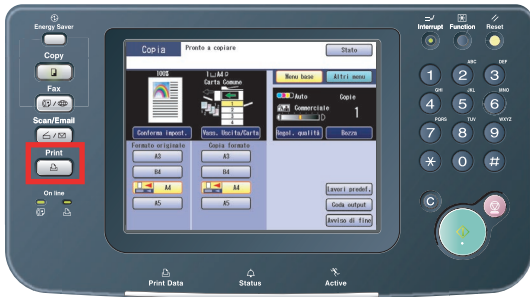 Energy Saver
Copy
Fax
Scan/Email
Print
On line
Copia
Pronto a copiare
Stato
100%
Carta Comune
Menu base
Altri menu
Auto
Copie
Commerciale
1
Conferma impost.
Vass. Uscita/Carta
Regol. qualità
Bozze
Formato originale
Copia formato
A3
A3
B4
B4
A4
A4
A5
A5
Lavori predef.
Coda output
Avviso di fine
Interrupt
Function
Reset
ABC
DEF
1
2
3
GHI
JKL
MNO
4
5
6
PQRS
TUV
WXYZ
7
8
9
0
#
C
Print Data
Status
Active